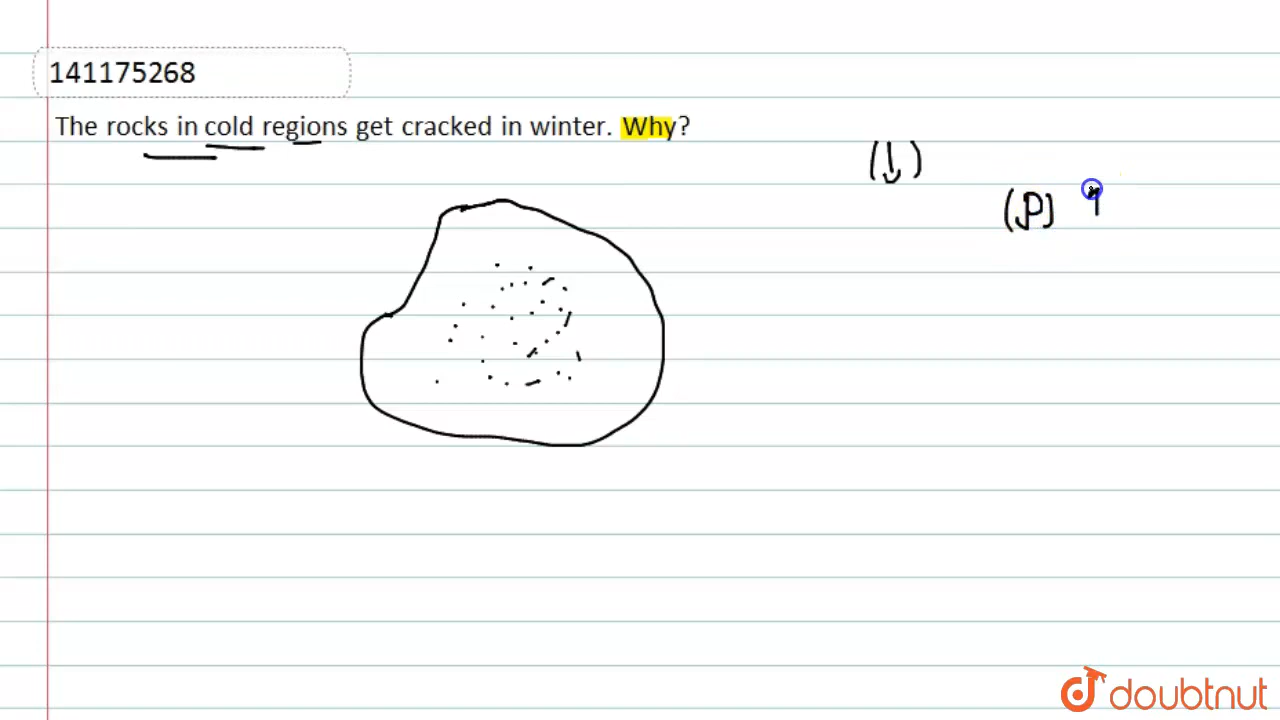 141175268
The rocks in cold regions get cracked in winter. Why?
(↓)
(P) ↑
doubtnut